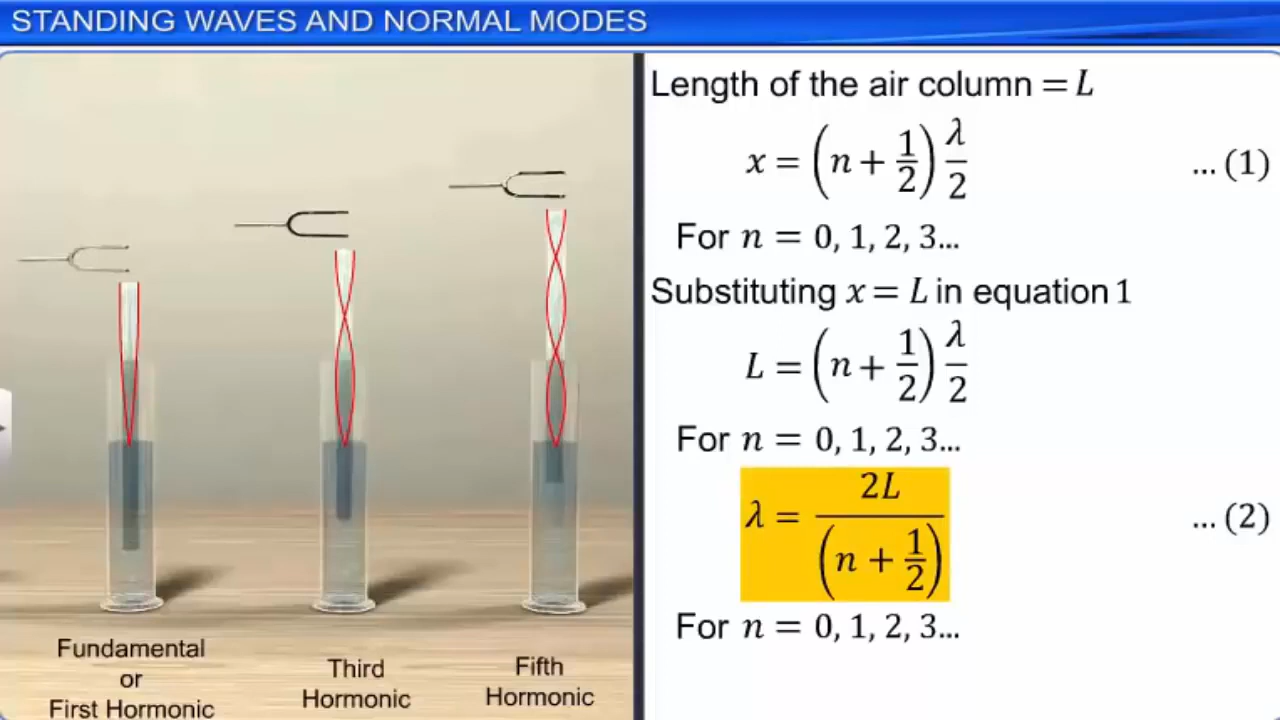 STANDING WAVES AND NORMAL MODES
Fundamental
or
First Hormonic
Third
Hormonic
Fifth
Hormonic
Length of the air column = L
x = (n + 1/2) λ/2 ... (1)
For n = 0, 1, 2, 3...
Substituting x = L in equation 1
L = (n + 1/2) λ/2
For n = 0, 1, 2, 3...
λ = 2L/(n + 1/2) ... (2)
For n = 0, 1, 2, 3...